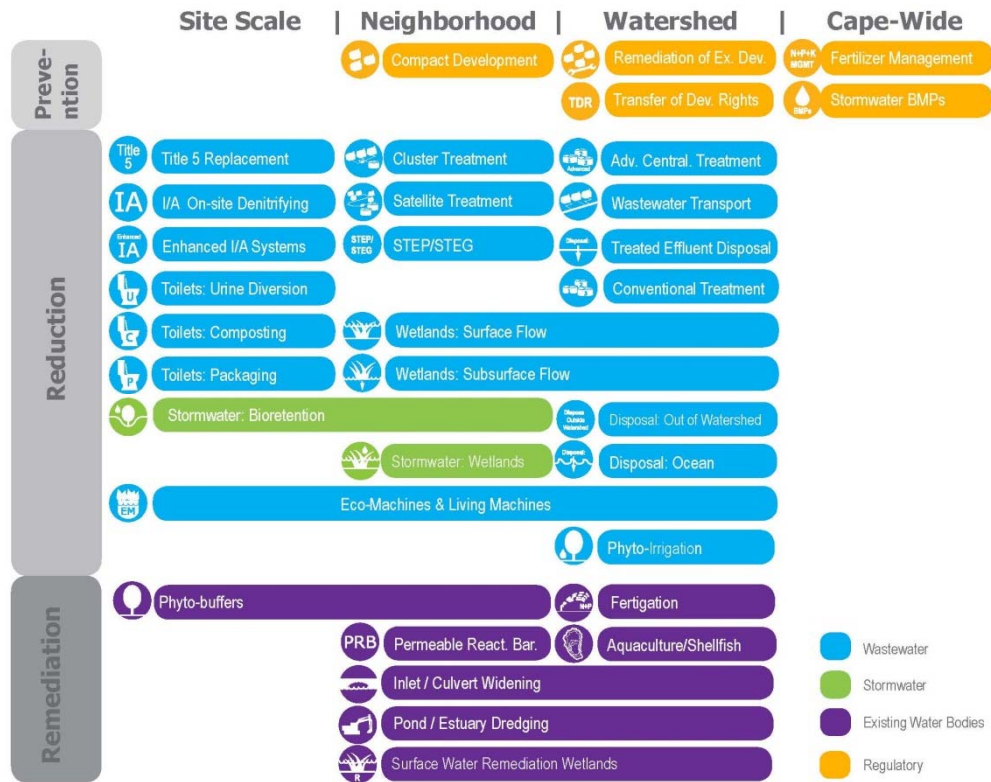 Site Scale | Neighborhood | Watershed | Cape-Wide
Preve-
ntion
Compact Development
Remediation of Ex. Dev.
N+P+K
MGMT
Fertilizer Management
TDR
Transfer of Dev. Rights
BMPs
Stormwater BMPs
Reduction
Title
5
Title 5 Replacement
Cluster Treatment
Advanced
Adv. Central. Treatment
IA
I/A On-site Denitrifying
Satellite Treatment
Wastewater Transport
Enhanced
IA
Enhanced I/A Systems
STEP/
STEG
STEP/STEG
Disposal:
Treated Effluent Disposal
U
Toilets: Urine Diversion
Conventional Treatment
C
Toilets: Composting
Wetlands: Surface Flow
P
Toilets: Packaging
Wetlands: Subsurface Flow
Stormwater: Bioretention
Dispose
Outside
Watershed
Disposal: Out of Watershed
Stormwater: Wetlands
Disposal:
Disposal: Ocean
EM
Eco-Machines & Living Machines
Phyto-Irrigation
Remediation
Phyto-buffers
N+P
Fertigation
PRB
Permeable React. Bar.
Aquaculture/Shellfish
Inlet / Culvert Widening
Pond / Estuary Dredging
R
Surface Water Remediation Wetlands
Wastewater
Stormwater
Existing Water Bodies
Regulatory